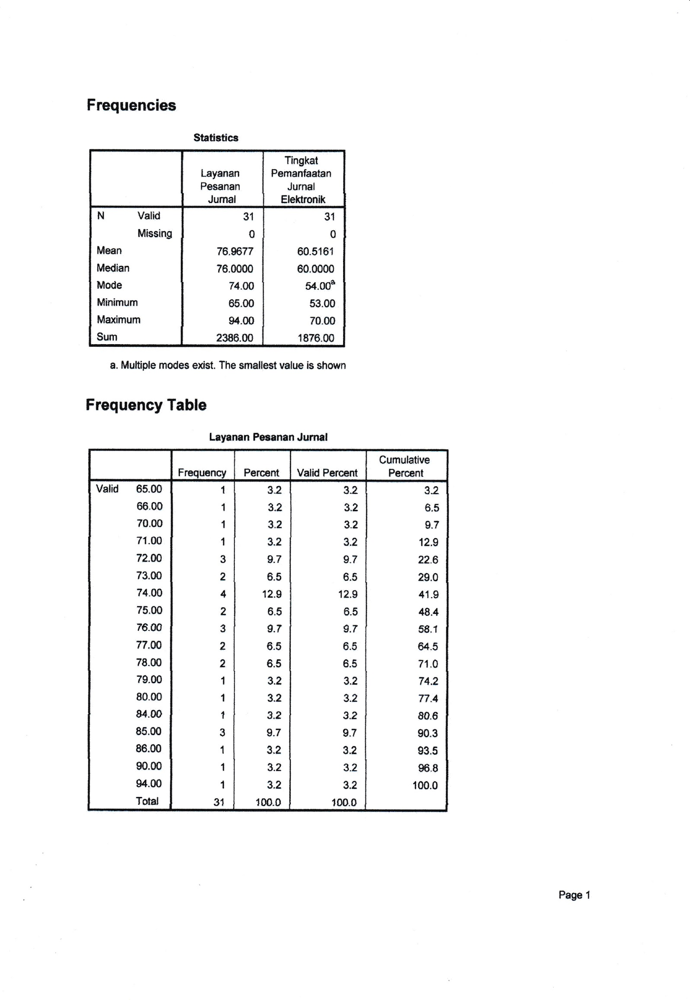 Frequencies
Statistics
Layanan Pesanan Jurnal | Tingkat Pemanfaatan Jurnal Elektronik
N Valid 31 31
Missing 0 0
Mean 76.9677 60.5161
Median 76.0000 60.0000
Mode 74.00 54.00a
Minimum 65.00 53.00
Maximum 94.00 70.00
Sum 2386.00 1876.00
a. Multiple modes exist. The smallest value is shown
Frequency Table
Layanan Pesanan Jurnal
Frequency Percent Valid Percent Cumulative Percent
Valid 65.00 1 3.2 3.2 3.2
66.00 1 3.2 3.2 6.5
70.00 1 3.2 3.2 9.7
71.00 1 3.2 3.2 12.9
72.00 3 9.7 9.7 22.6
73.00 2 6.5 6.5 29.0
74.00 4 12.9 12.9 41.9
75.00 2 6.5 6.5 48.4
76.00 3 9.7 9.7 58.1
77.00 2 6.5 6.5 64.5
78.00 2 6.5 6.5 71.0
79.00 1 3.2 3.2 74.2
80.00 1 3.2 3.2 77.4
84.00 1 3.2 3.2 80.6
85.00 3 9.7 9.7 90.3
86.00 1 3.2 3.2 93.5
90.00 1 3.2 3.2 96.8
94.00 1 3.2 3.2 100.0
Total 31 100.0 100.0
Page 1